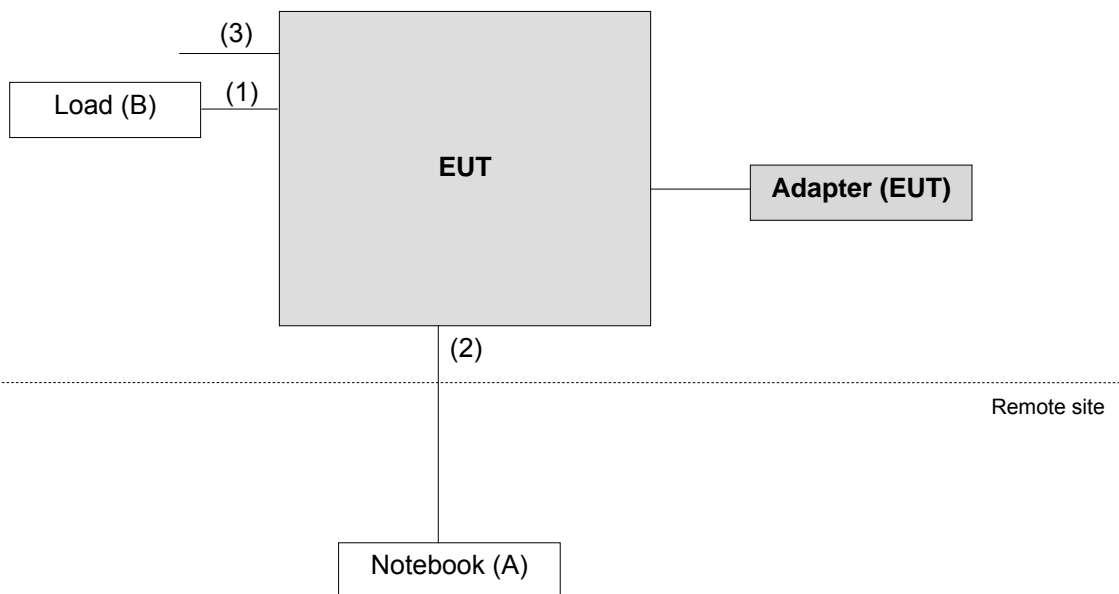 (3)
Load (B)
(1)
EUT
Adapter (EUT)
(2)
Remote site
Notebook (A)